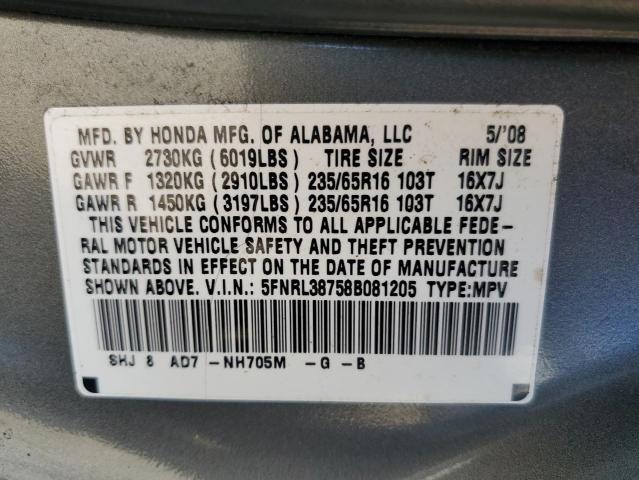 MFD. BY HONDA MFG. OF ALABAMA, LLC 5/'08
GVWR 2730KG (6019LBS) TIRE SIZE RIM SIZE
GAWR F 1320KG (2910LBS) 235/65R16 103T 16X7J
GAWR R 1450KG (3197LBS) 235/65R16 103T 16X7J
THIS VEHICLE CONFORMS TO ALL APPLICABLE FEDE-
RAL MOTOR VEHICLE SAFETY AND THEFT PREVENTION
STANDARDS IN EFFECT ON THE DATE OF MANUFACTURE
SHOWN ABOVE. V.I.N.: 5FNRL38758B081205 TYPE:MPV
SHJ 8 AD7 -NH705M -G -B